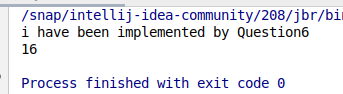 /snap/intellij-idea-community/208/jbr/bin
i have been implemented by Question6
16
Process finished with exit code 0